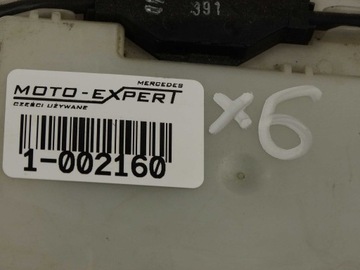 391
MERCEDES
MOTO-EXPERT
CZĘŚCI UŻYWANE
1-002160
x6